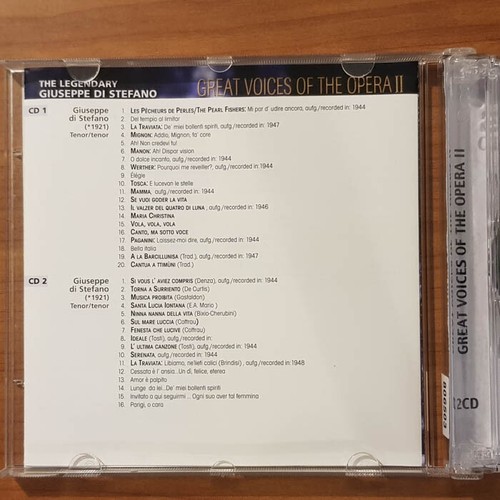 THE LEGENDARY
GIUSEPPE DI STEFANO
GREAT VOICES OF THE OPERA II
CD 1 Giuseppe di Stefano (*1921) Tenor/tenor
1. LES PÊCHEURS DE PERLES/THE PEARL FISHERS: Mi par d' udire ancora, aufg./recorded in: 1944
2. Del tempio al limitar
3. LA TRAVIATA: De' miei bollenti spiriti, aufg./recorded in: 1947
4. MIGNON: Addio, Mignon, fa' core
5. Ah! Non credevi tu
6. MANON: Ah! Dispar vision
7. O dolce incanto, aufg./recorded in: 1944
8. WERTHER: Pourquoi me reveiller?, aufg./recorded in: 1944
9. Élégie
10. TOSCA: E lucevan le stelle
11. MAMMA, aufg./recorded in: 1944
12. SE VUOI GODER LA VITA
13. IL VALZER DEL QUATRO DI LUNA, aufg./recorded in: 1946
14. MARIA CHRISTINA
15. VOLA, VOLA, VOLA
16. CANTO, MA SOTTO VOCE
17. PAGANINI: Laissez-moi dire, aufg./recorded in: 1944
18. Bella italia
19. A LA BARCILLUNISA (Trad.), aufg./recorded in: 1947
20. CANTUA A TTIMÙNI (Trad.)
CD 2 Giuseppe di Stefano (*1921) Tenor/tenor
1. SI VOUS L' AVIEZ COMPRIS (Denza), aufg./recorded in: 1944
2. TORNA A SURRIENTO (De Curtis)
3. MUSICA PROIBITA (Gastaldon)
4. SANTA LUCIA LONTANA (E.A. Mario)
5. NINNA NANNA DELLA VITA (Bixio-Cherubini)
6. SUL MARE LUCCIA (Cottrau)
7. FENESTA CHE LUCIVE (Cottrau)
8. IDEALE (Tosti), aufg./recorded in:
9. L' ULTIMA CANZONE (Tosti), aufg./recorded in: 1944
10. SERENATA, aufg./recorded in: 1944
11. LA TRAVIATA: Libiamo, ne'lieti calici (Brindisi), aufg./recorded in: 1948
12. Cessata è l' ansia...Un dì, felice, eterea
13. Amor è palpito
14. Lunge da lei...De' miei bollenti spiriti
15. Invitato a qui seguirmi... Ogni suo aver tal femmina
16. Parigi, o cara
GREAT VOICES OF THE OPERA II
12CD